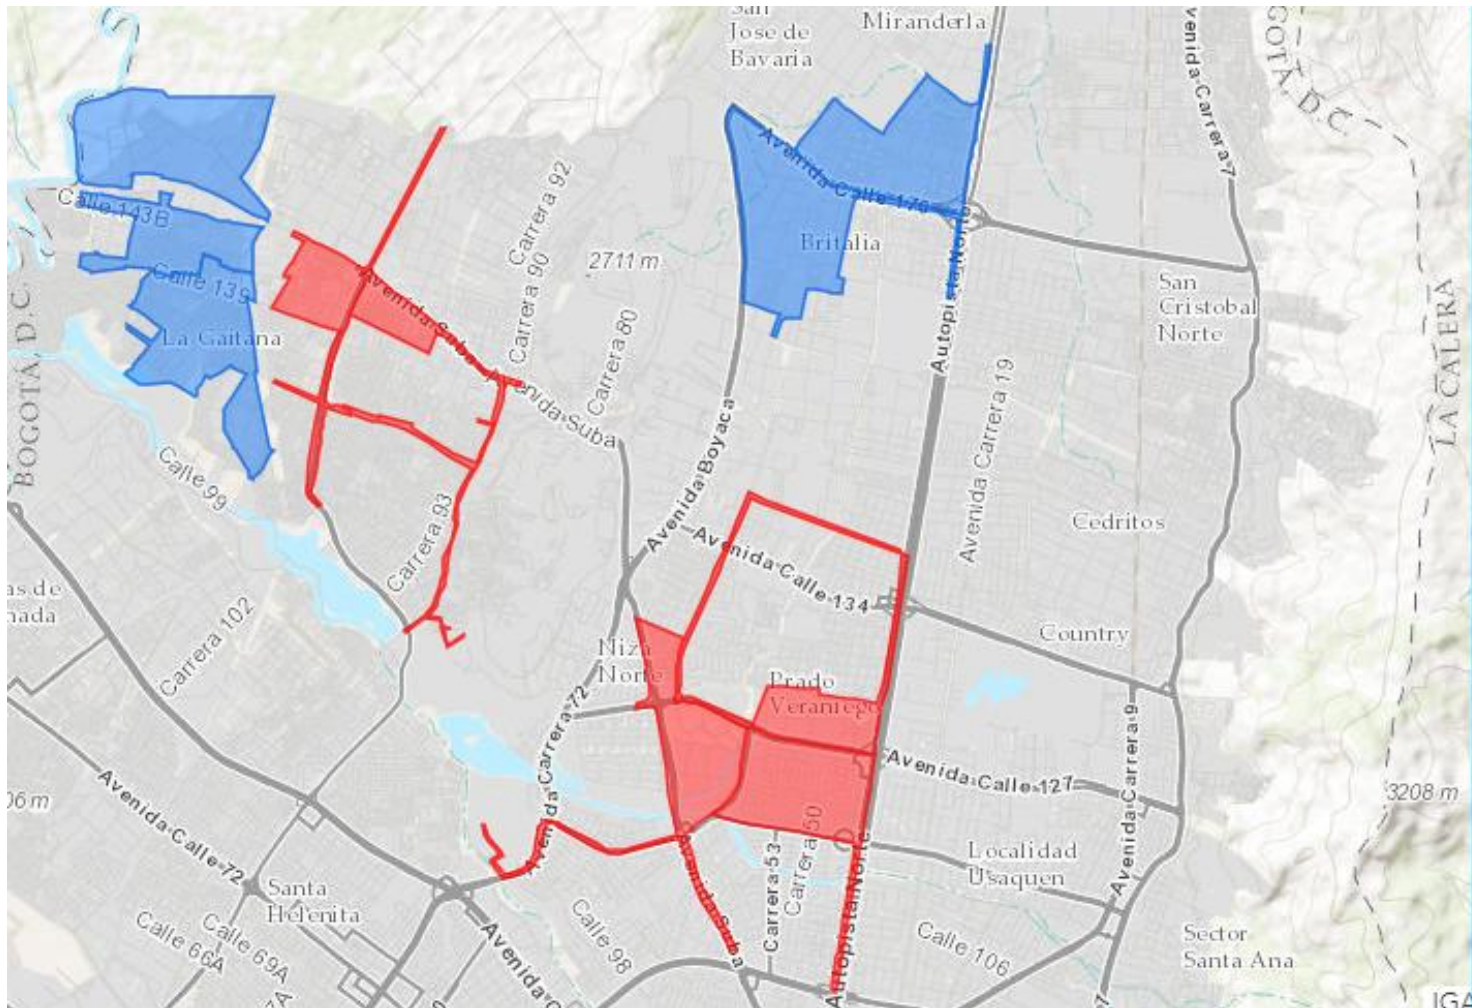 San
Jose de
Bavaria
Miranderla
Avenida Carrera 7
BOGOTÁ, D.C.
Avenida Calle 170
Calle 143B
Carrera 92
Carrera 90
2711 m
Britalia
Autopista Norte
San
Cristobal
Norte
Calle 139
La Gaitana
Avenida Suba
Carrera 80
Avenida Suba
BOGOTÁ, D.C.
LA CALERA
Avenida Carrera 19
Avenida Boyaca
Calle 99
Carrera 93
Cedritos
Avenida Calle 134
as de
nada
Carrera 102
Country
Niza
Norte
Prado
Veraniego
Avenida Carrera 72
Avenida Carrera 9
Avenida Calle 127
06 m
3208 m
Avenida Calle 72
Carrera 53
Carrera 50
Autopista Norte
Localidad
Usaquen
Santa
Helenita
Avenida Suba
Calle 66A
Calle 69A
Calle 98
Calle 106
Sector
Santa Ana
Avenida C